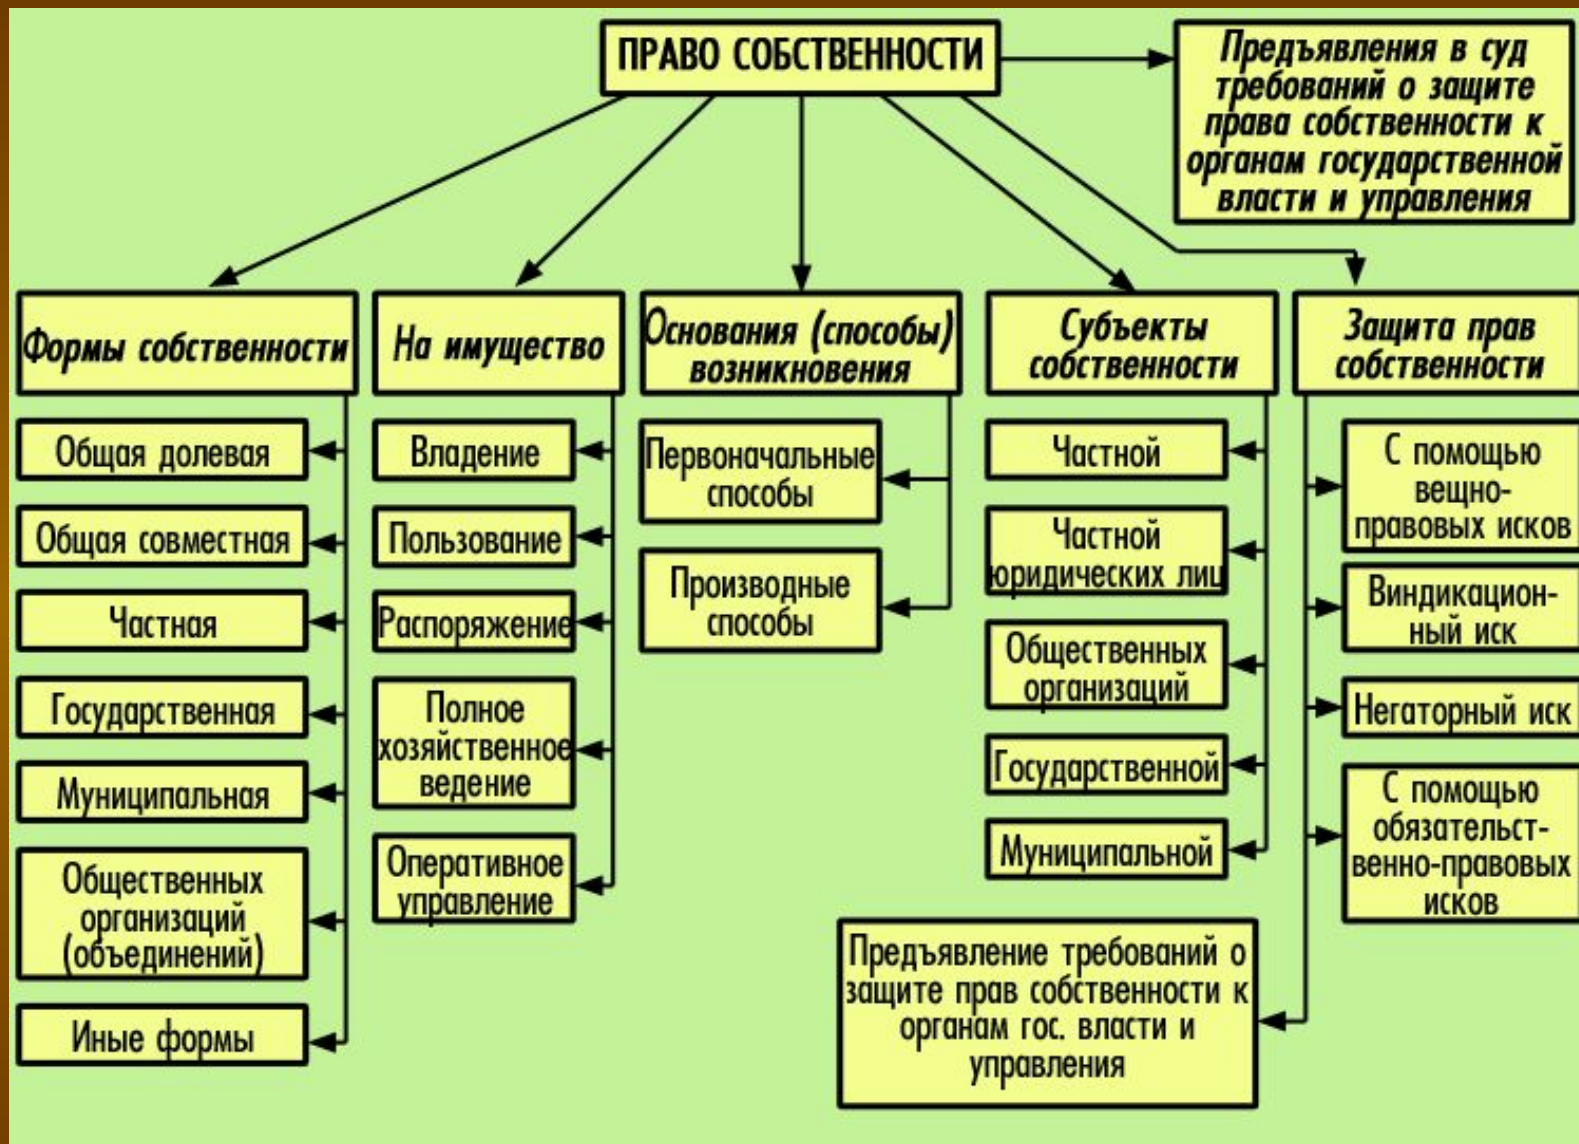 ПРАВО СОБСТВЕННОСТИ
Предъявления в суд
требований о защите
права собственности к
органам государственной
власти и управления
Формы собственности
Общая долевая
Общая совместная
Частная
Государственная
Муниципальная
Общественных
организаций
(объединений)
Иные формы
На имущество
Владение
Пользование
Распоряжение
Полное
хозяйственное
ведение
Оперативное
управление
Основания (способы)
возникновения
Первоначальные
способы
Производные
способы
Субъекты
собственности
Частной
Частной
юридических лиц
Общественных
организаций
Государственной
Муниципальной
Защита прав
собственности
С помощью
вещно-
правовых исков
Виндикацион-
ный иск
Негаторный иск
С помощью
обязательст-
венно-правовых
исков
Предъявление требований о
защите прав собственности к
органам гос. власти и
управления